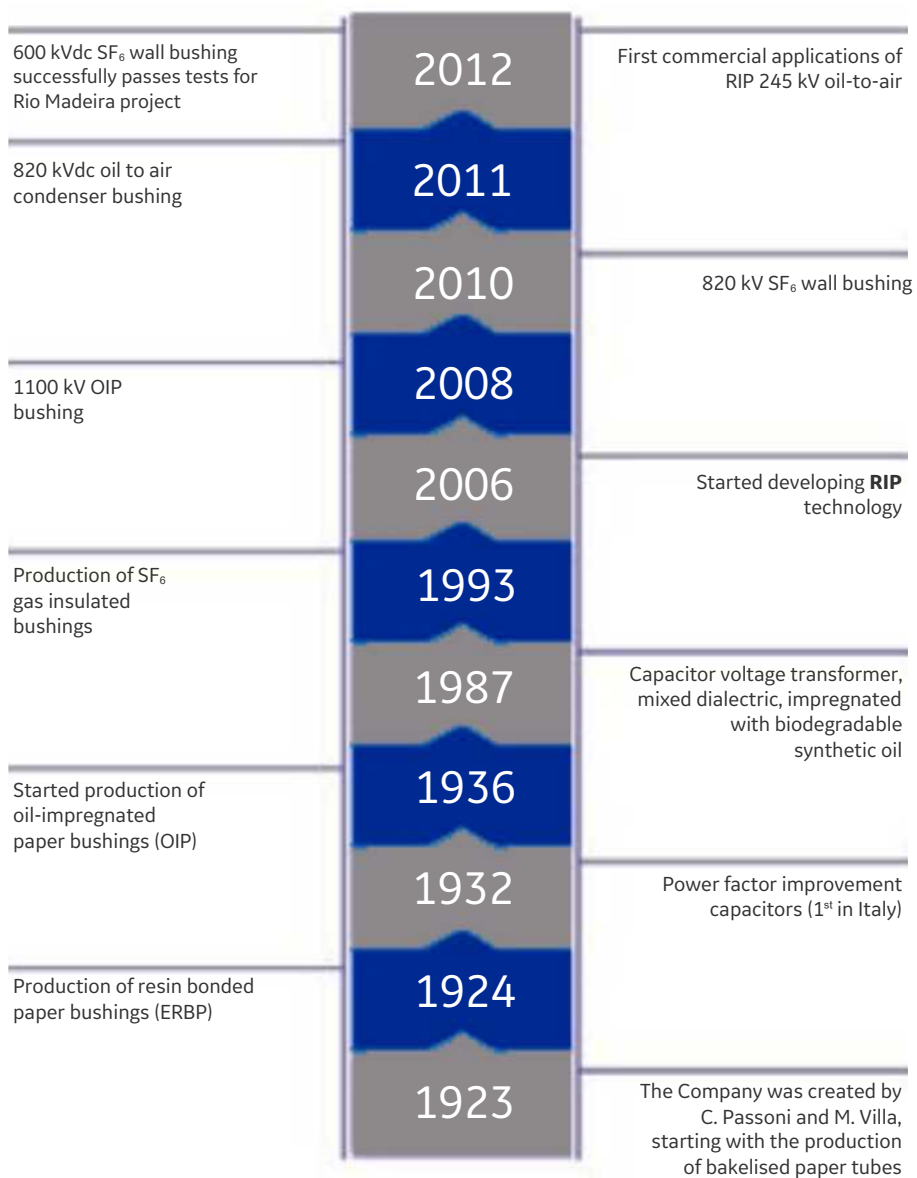 600 kVdc SF₆ wall bushing
successfully passes tests for
Rio Madeira project
2012
First commercial applications of
RIP 245 kV oil-to-air
820 kVdc oil to air
condenser bushing
2011
2010
820 kV SF₆ wall bushing
1100 kV OIP
bushing
2008
2006
Started developing RIP
technology
Production of SF₆
gas insulated
bushings
1993
1987
Capacitor voltage transformer,
mixed dialectric, impregnated
with biodegradable
synthetic oil
Started production of
oil-impregnated
paper bushings (OIP)
1936
1932
Power factor improvement
capacitors (1st in Italy)
Production of resin bonded
paper bushings (ERBP)
1924
1923
The Company was created by
C. Passoni and M. Villa,
starting with the production
of bakelised paper tubes